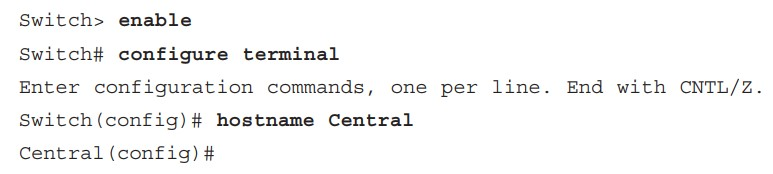 Switch> enable
Switch# configure terminal
Enter configuration commands, one per line. End with CNTL/Z.
Switch(config)# hostname Central
Central(config)#